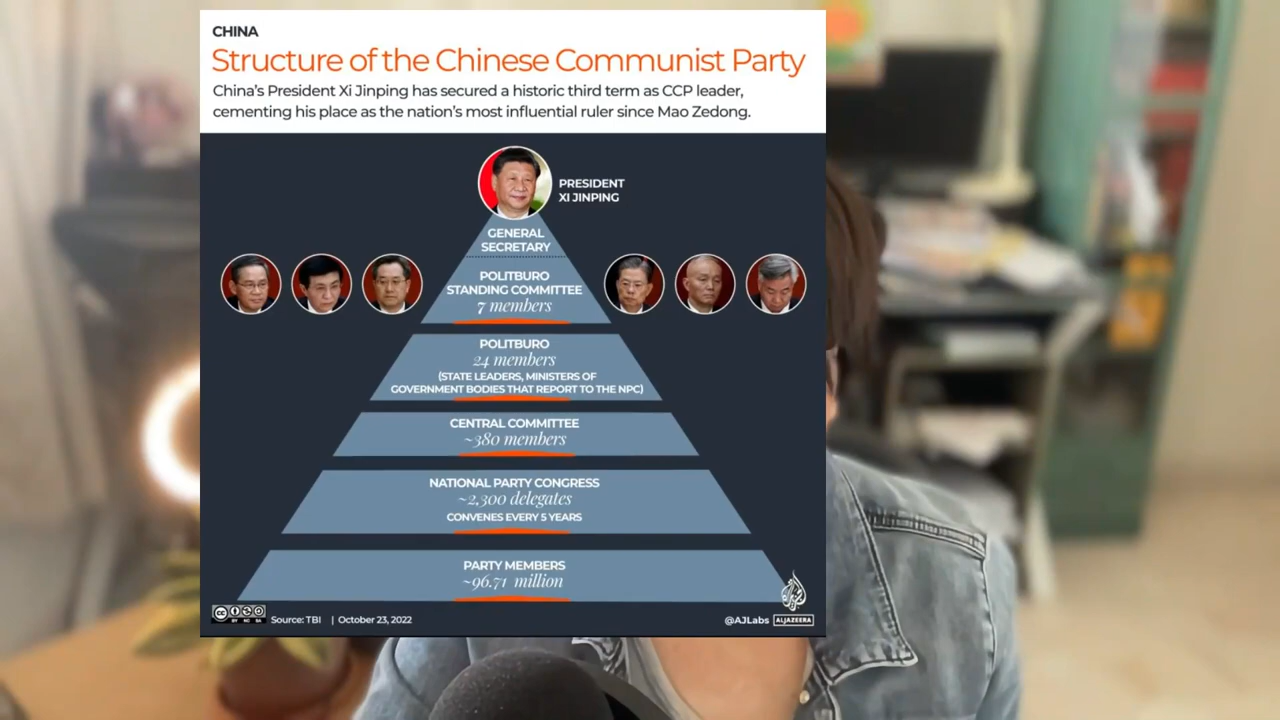 CHINA
Structure of the Chinese Communist Party
China's President Xi Jinping has secured a historic third term as CCP leader,
cementing his place as the nation's most influential ruler since Mao Zedong.
PRESIDENT
XI JINPING
GENERAL
SECRETARY
POLITBURO
STANDING COMMITTEE
7 members
POLITBURO
24 members
(STATE LEADERS, MINISTERS OF
GOVERNMENT BODIES THAT REPORT TO THE NPC)
CENTRAL COMMITTEE
~380 members
NATIONAL PARTY CONGRESS
~2,300 delegates
CONVENES EVERY 5 YEARS
PARTY MEMBERS
~96.71 million
CC BY NC SA Source: TBI | October 23, 2022 @AJLabs ALJAZEERA